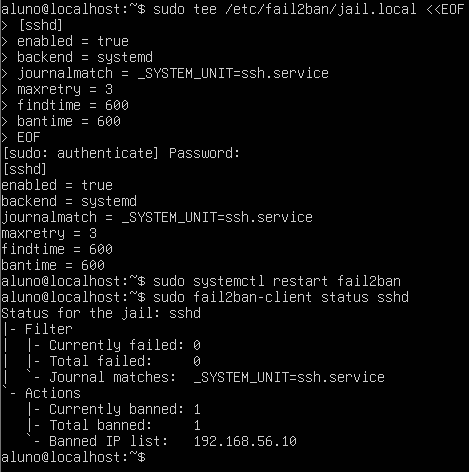 aluno@localhost:~$ sudo tee /etc/fail2ban/jail.local <<EOF
> [sshd]
> enabled = true
> backend = systemd
> journalmatch = _SYSTEM_UNIT=ssh.service
> maxretry = 3
> findtime = 600
> bantime = 600
> EOF
[sudo: authenticate] Password:
[sshd]
enabled = true
backend = systemd
journalmatch = _SYSTEM_UNIT=ssh.service
maxretry = 3
findtime = 600
bantime = 600
aluno@localhost:~$ sudo systemctl restart fail2ban
aluno@localhost:~$ sudo fail2ban-client status sshd
Status for the jail: sshd
|- Filter
|  |- Currently failed: 0
|  |- Total failed:     0
|  `- Journal matches:  _SYSTEM_UNIT=ssh.service
`- Actions
   |- Currently banned: 1
   |- Total banned:     1
   `- Banned IP list:   192.168.56.10
aluno@localhost:~$